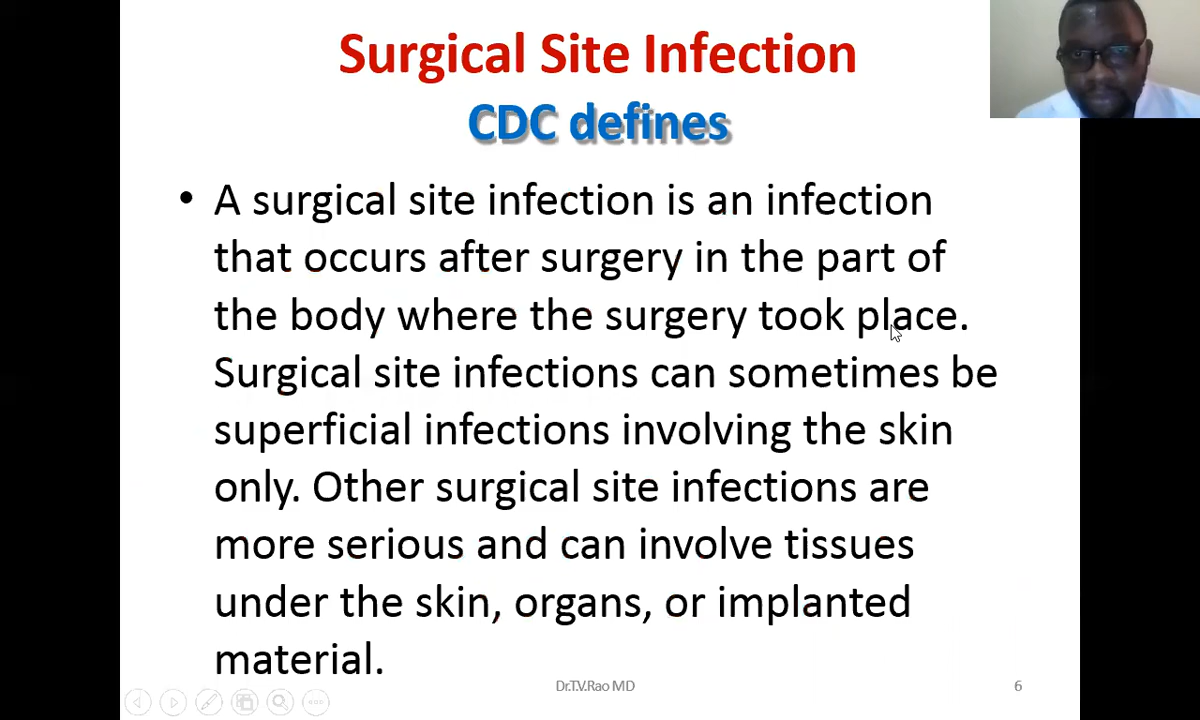 Surgical Site Infection
CDC defines
• A surgical site infection is an infection
that occurs after surgery in the part of
the body where the surgery took place.
Surgical site infections can sometimes be
superficial infections involving the skin
only. Other surgical site infections are
more serious and can involve tissues
under the skin, organs, or implanted
material.
Dr.T.V.Rao MD
6